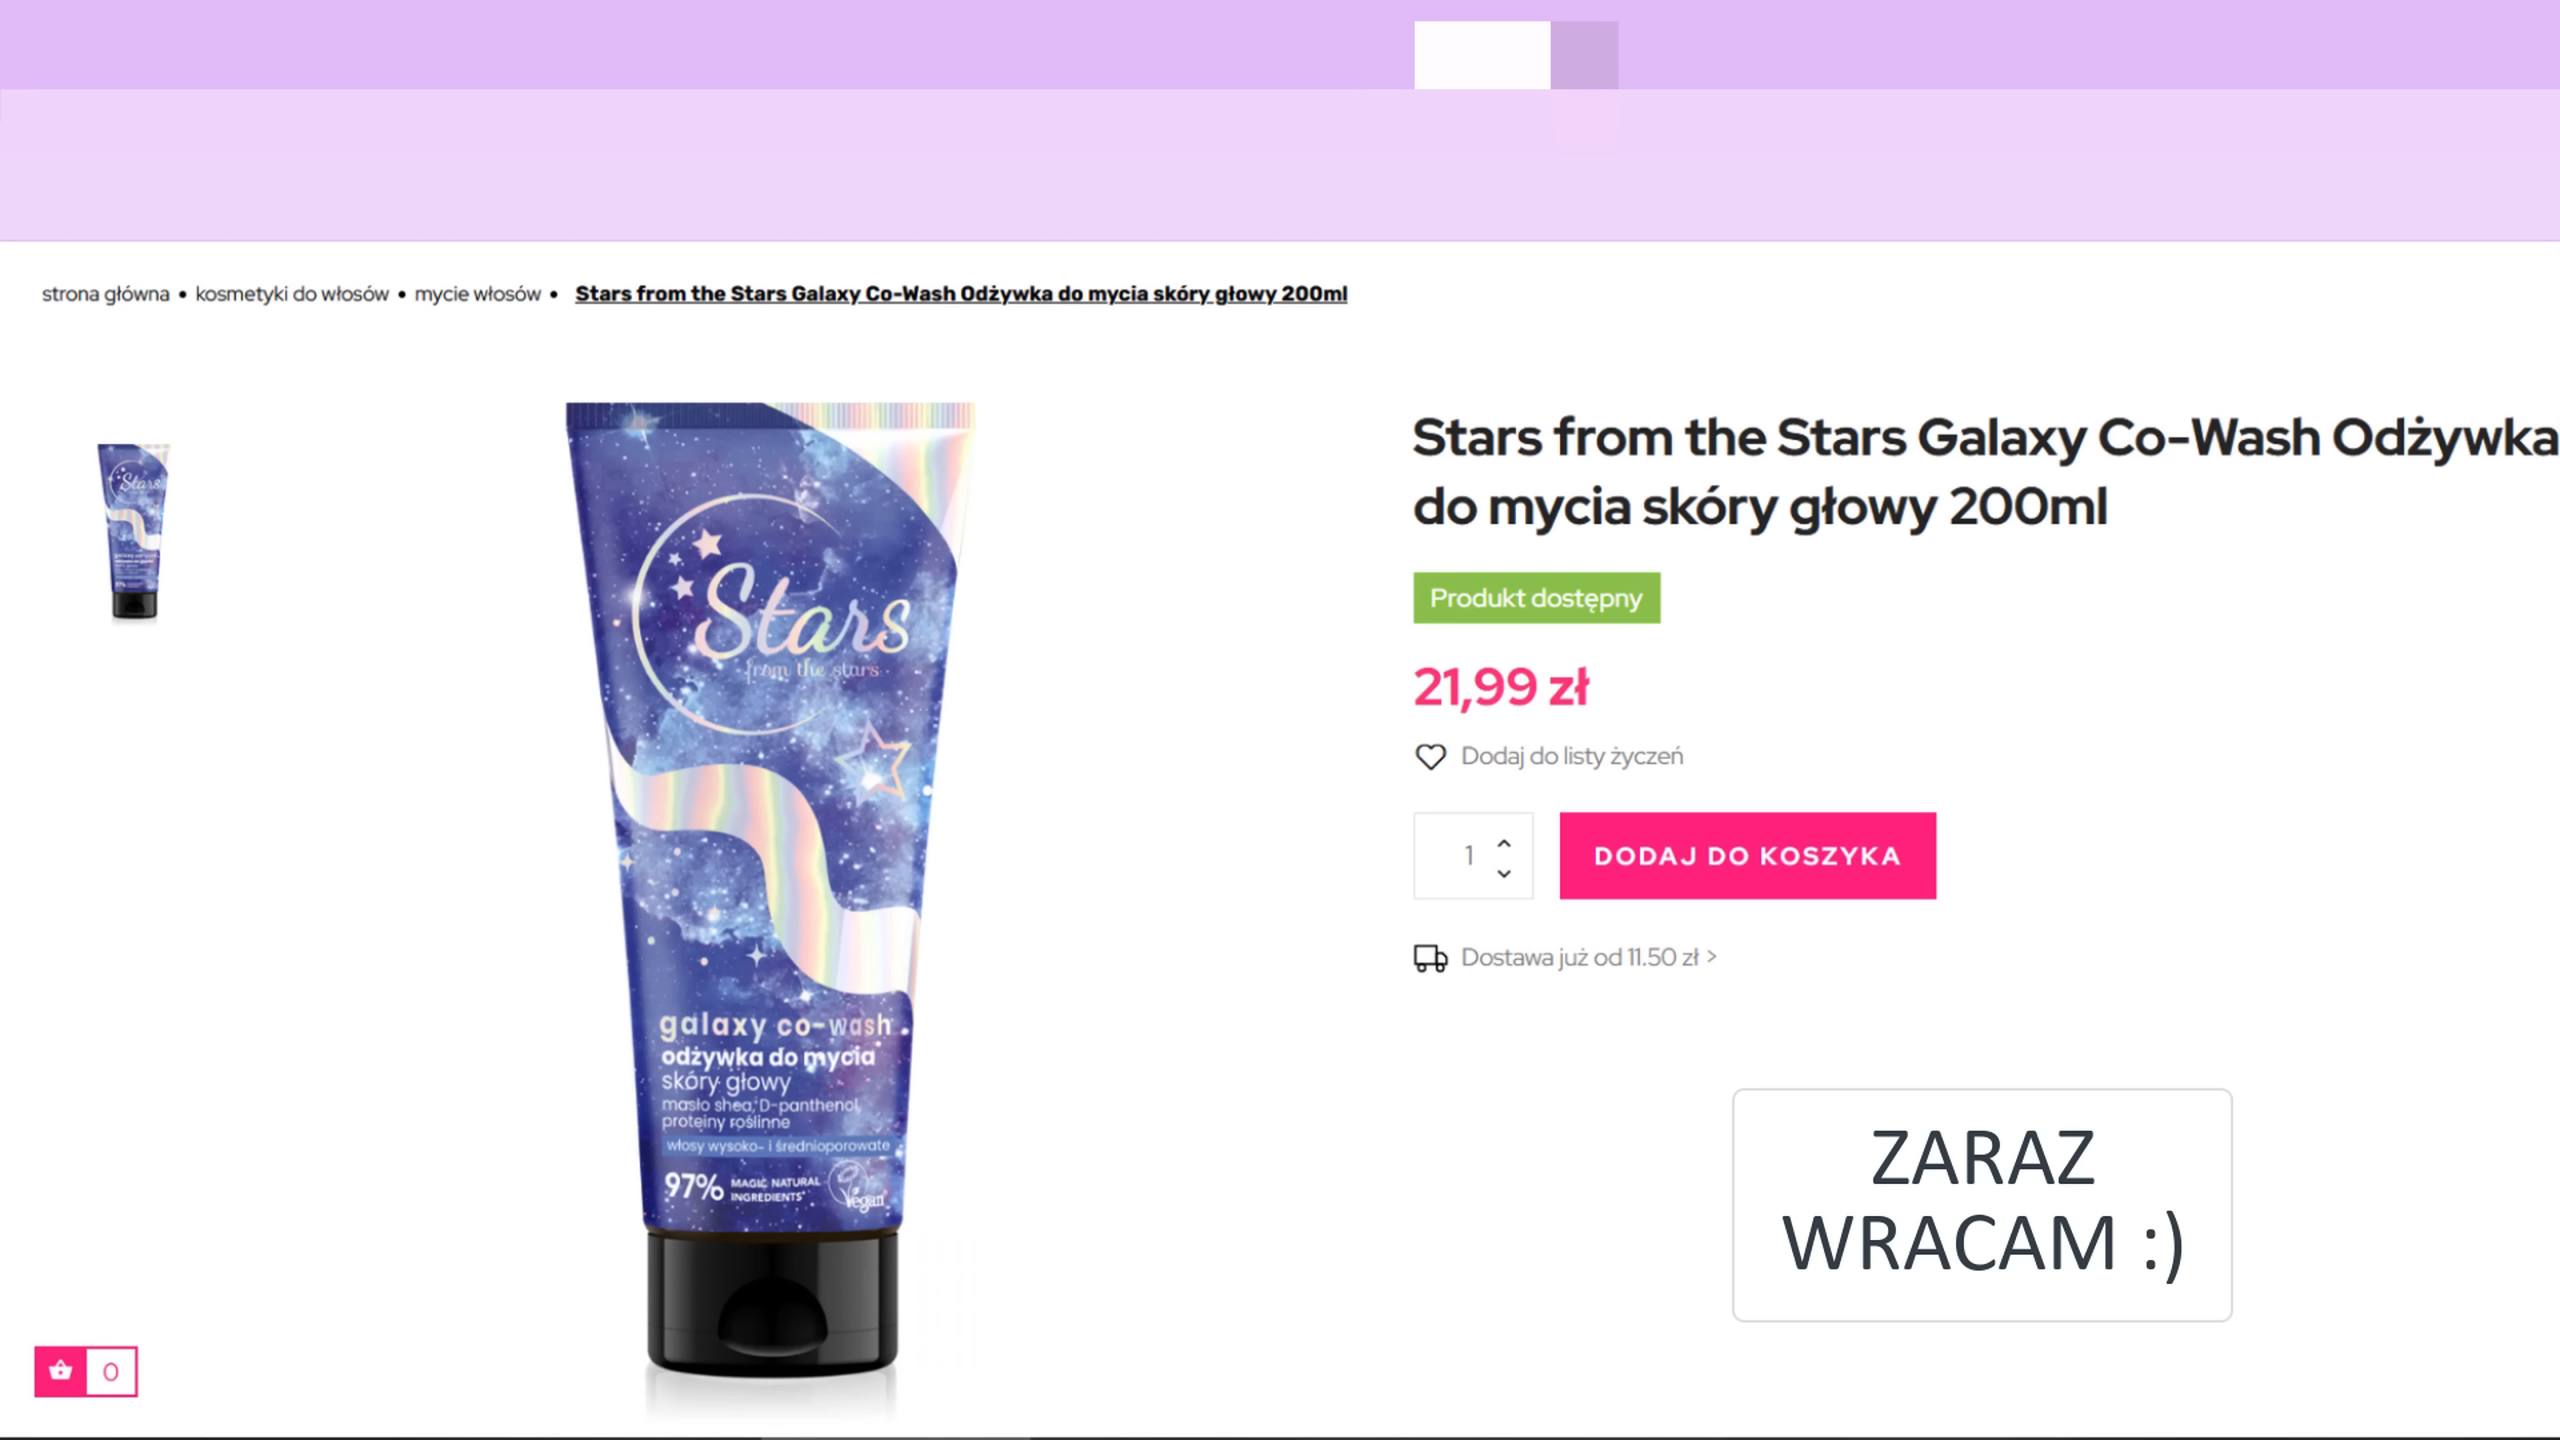 strona główna • kosmetyki do włosów • mycie włosów • Stars from the Stars Galaxy Co-Wash Odżywka do mycia skóry głowy 200ml
Stars
from the stars
galaxy co-wash
odżywka do mycia
skóry głowy
masło shea, D-panthenol,
proteiny roślinne
włosy wysoko- i średnioporowate
97% MAGIC NATURAL
INGREDIENTS*
Vegan
Stars
Stars from the Stars Galaxy Co-Wash Odżywka
do mycia skóry głowy 200ml
Produkt dostępny
21,99 zł
Dodaj do listy życzeń
1
DODAJ DO KOSZYKA
Dostawa już od 11.50 zł >
ZARAZ
WRACAM :)
0